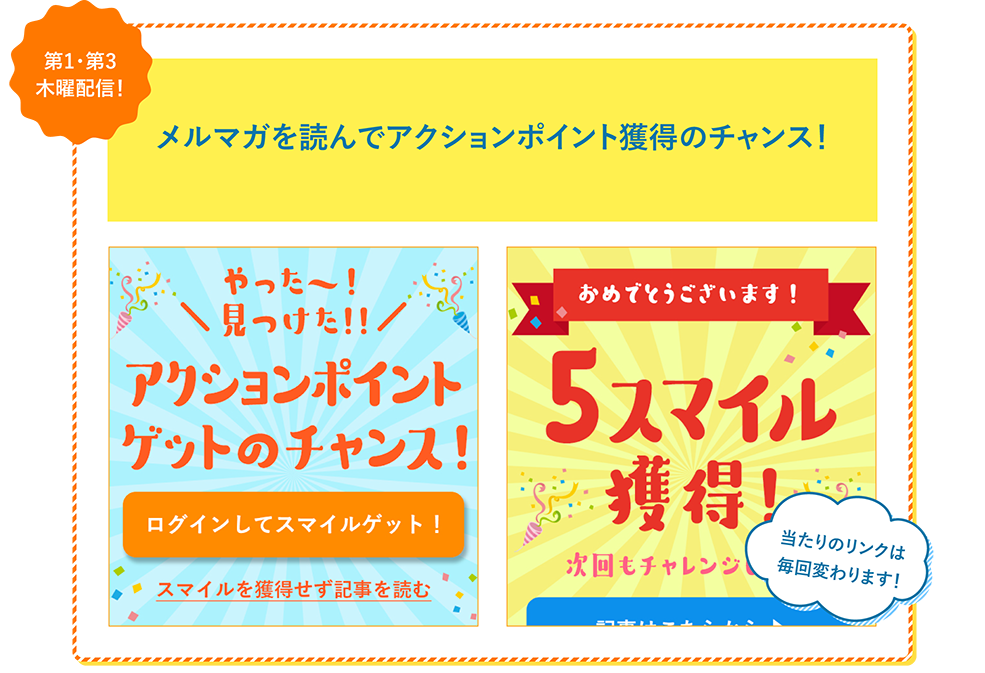 第1・第3
木曜配信！
メルマガを読んでアクションポイント獲得のチャンス！
やった〜！
見つけた!!
アクションポイント
ゲットのチャンス！
ログインしてスマイルゲット！
スマイルを獲得せず記事を読む
おめでとうございます！
5スマイル
獲得！
次回もチャレンジし
当たりのリンクは
毎回変わります！